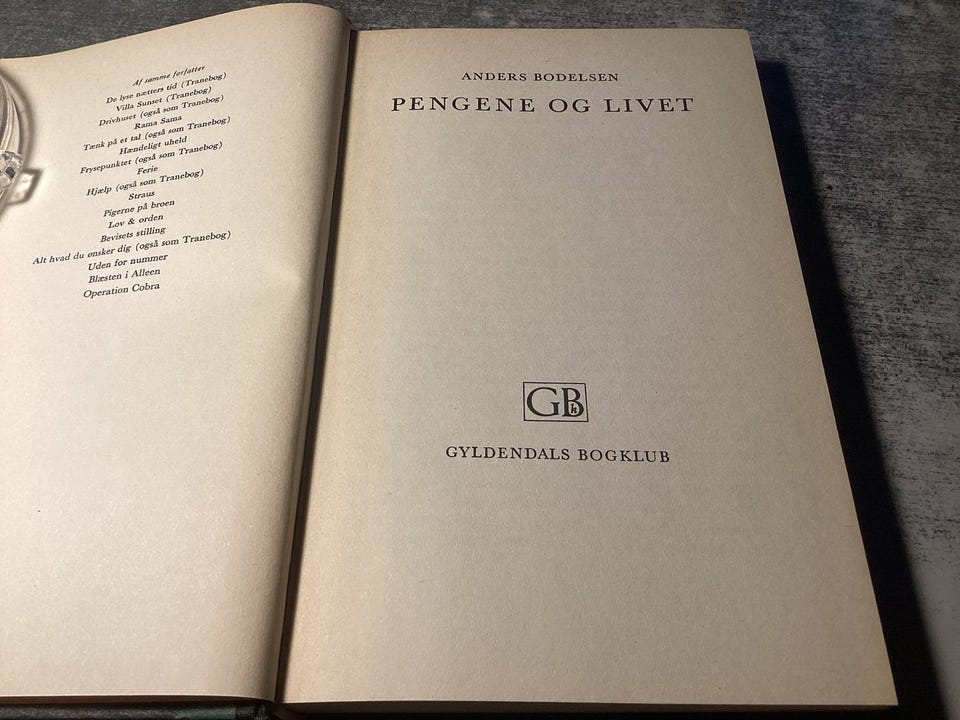 Af samme forfatter
De lyse nætters tid (Tranebog)
Villa Sunset (Tranebog)
Drivhuset (også som Tranebog)
Rama Sama
Tænk på et tal (også som Tranebog)
Hændeligt uheld
Frysepunktet (også som Tranebog)
Ferie
Hjælp (også som Tranebog)
Straus
Pigerne på broen
Lov & orden
Bevisets stilling
Alt hvad du ønsker dig (også som Tranebog)
Uden for nummer
Blæsten i Alleen
Operation Cobra
ANDERS BODELSEN
PENGENE OG LIVET
GBk
GYLDENDALS BOGKLUB